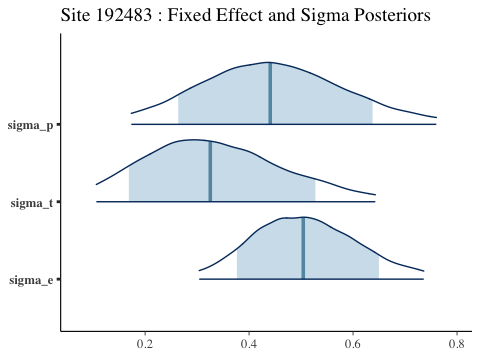 Site 192483 : Fixed Effect and Sigma Posteriors
sigma_p
sigma_t
sigma_e
0.2 0.4 0.6 0.8